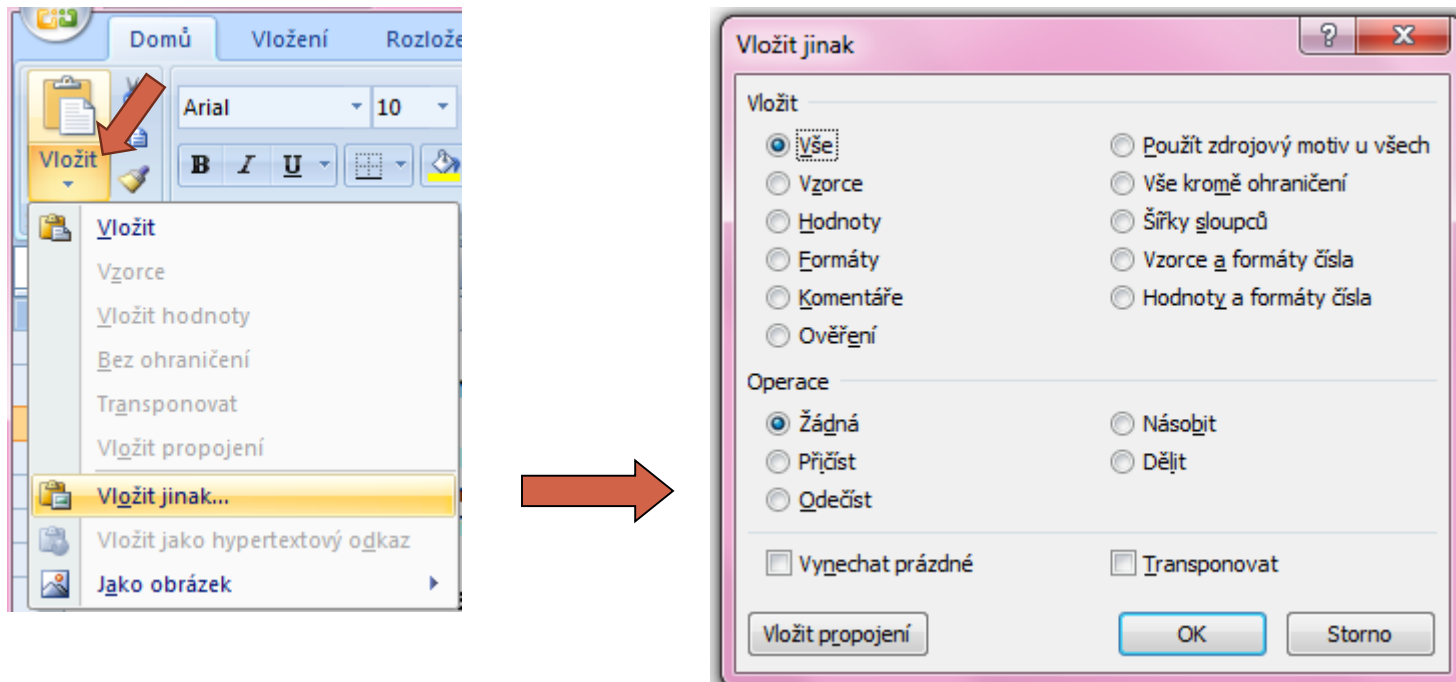 Domů Vložení Rozlože
Arial 10
Vložit
B I U
Vložit
Vzorce
Vložit hodnoty
Bez ohraničení
Transponovat
Vložit propojení
Vložit jinak...
Vložit jako hypertextový odkaz
Jako obrázek
Vložit jinak
Vložit
Vše Použít zdrojový motiv u všech
Vzorce Vše kromě ohraničení
Hodnoty Šířky sloupců
Formáty Vzorce a formáty čísla
Komentáře Hodnoty a formáty čísla
Ověření
Operace
Žádná Násobit
Přičíst Dělit
Odečíst
Vynechat prázdné Transponovat
Vložit propojení OK Storno